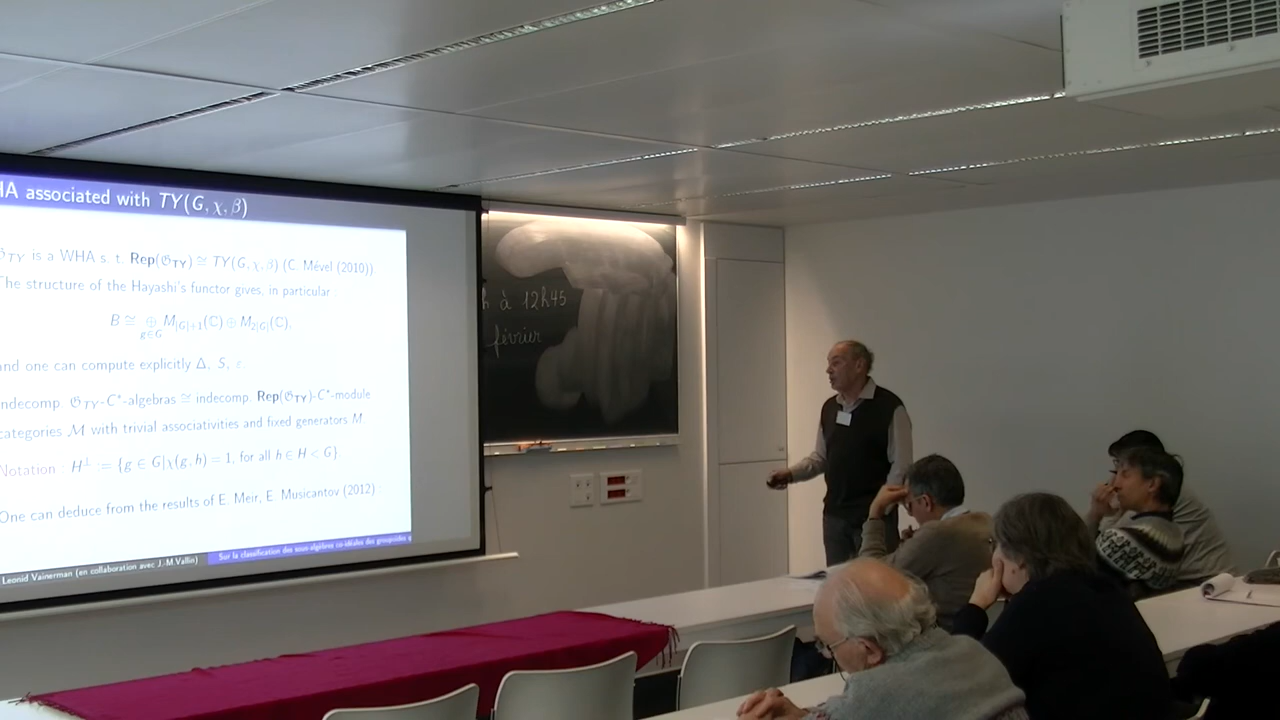 HA associated with TY(G, χ, β)
𝔊_TY is a WHA s. t. Rep(𝔊_TY) ≅ TY(G, χ, β) (C. Mével (2010)).
The structure of the Hayashi's functor gives, in particular :
B ≅ ⊕_{g∈G} M_{|G|+1}(ℂ) ⊕ M_{2|G|}(ℂ),
and one can compute explicitly Δ, S, ε.
indecomp. 𝔊_TY-C*-algebras ≅ indecomp. Rep(𝔊_TY)-C*-module
categories ℳ with trivial associativities and fixed generators M.
Notation : H^⊥ := {g ∈ G|χ(g, h) = 1, for all h ∈ H < G}
One can deduce from the results of E. Meir, E. Musicantov (2012) :
Leonid Vainerman (en collaboration avec J.-M.Vallin)
Sur la classification des sous-algèbres co-idéales des groupoïdes
h à 12h45
février